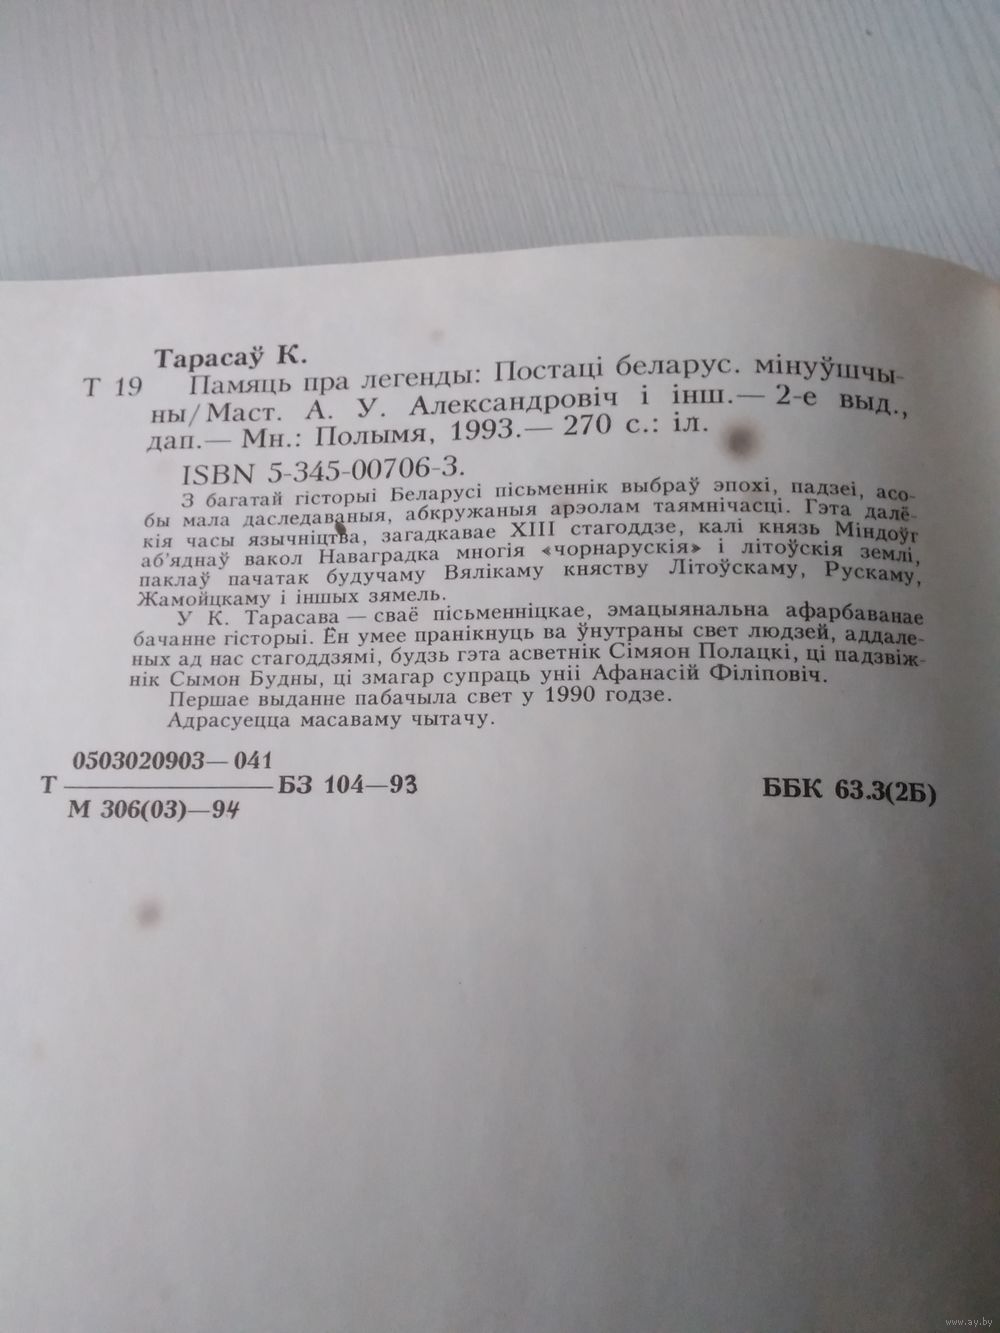 Тарасаў К.
Т 19 Памяць пра легенды: Постаці беларус. мінуўшчы-
ны/Маст. А. У. Александровіч і інш.— 2-е выд.,
дап.— Мн.: Полымя, 1993.— 270 с.: іл.
ISBN 5-345-00706-3.
З багатай гісторыі Беларусі пісьменнік выбраў эпохі, падзеі, асо-
бы мала даследаваныя, абкружаныя арэолам таямнічасці. Гэта далё-
кія часы язычніцтва, загадкавае XIII стагоддзе, калі князь Міндоўг
аб’яднаў вакол Наваградка многія «чорнарускія» і літоўскія землі,
паклаў пачатак будучаму Вялікаму княству Літоўскаму, Рускаму,
Жамойцкаму і іншых зямель.
У К. Тарасава — сваё пісьменніцкае, эмацыянальна афарбаванае
бачанне гісторыі. Ён умее пранікнуць ва ўнутраны свет людзей, аддале-
ных ад нас стагоддзямі, будзь гэта асветнік Сімяон Полацкі, ці падзвіж-
нік Сымон Будны, ці змагар супраць уніі Афанасій Філіповіч.
Першае выданне пабачыла свет у 1990 годзе.
Адрасуецца масаваму чытачу.
0503020903—041
Т БЗ 104—93 ББК 63.3(2Б)
М 306(03)—94
www.ay.by